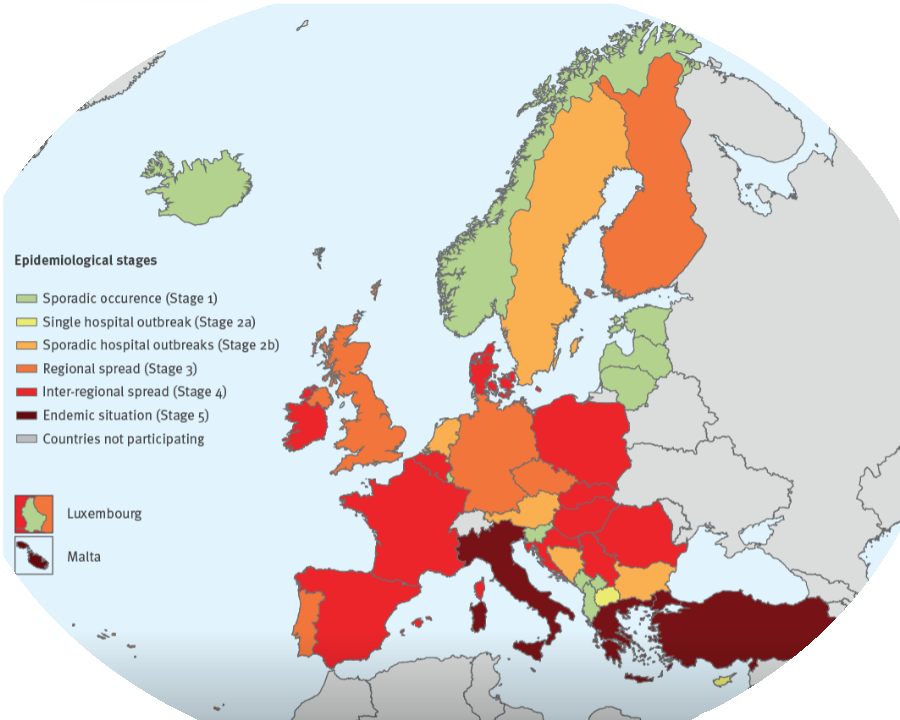 Epidemiological stages
Sporadic occurence (Stage 1)
Single hospital outbreak (Stage 2a)
Sporadic hospital outbreaks (Stage 2b)
Regional spread (Stage 3)
Inter-regional spread (Stage 4)
Endemic situation (Stage 5)
Countries not participating
Luxembourg
Malta